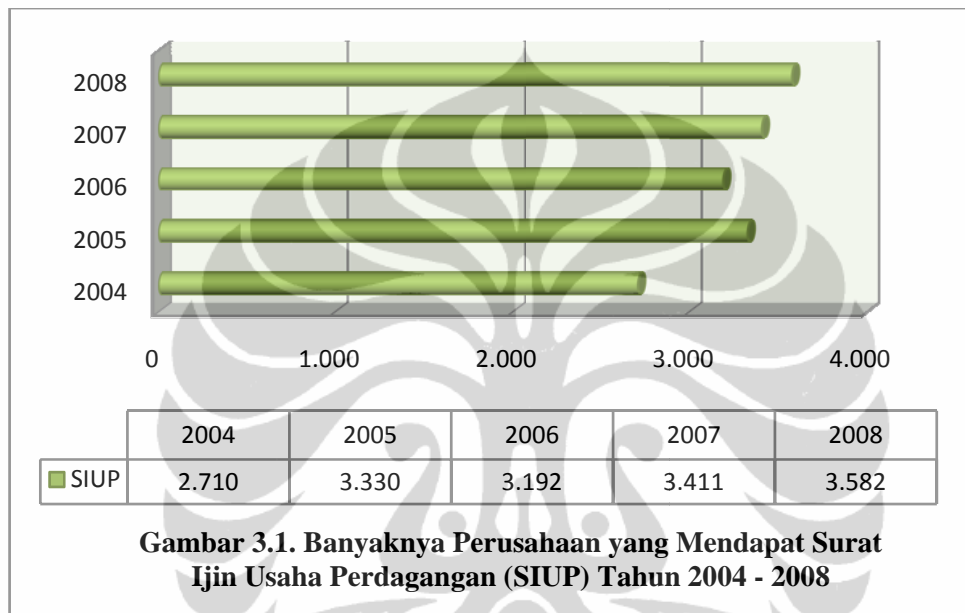 2008
2007
2006
2005
2004
0 1.000 2.000 3.000 4.000
2004 2005 2006 2007 2008
SIUP 2.710 3.330 3.192 3.411 3.582
Gambar 3.1. Banyaknya Perusahaan yang Mendapat Surat
Ijin Usaha Perdagangan (SIUP) Tahun 2004 - 2008